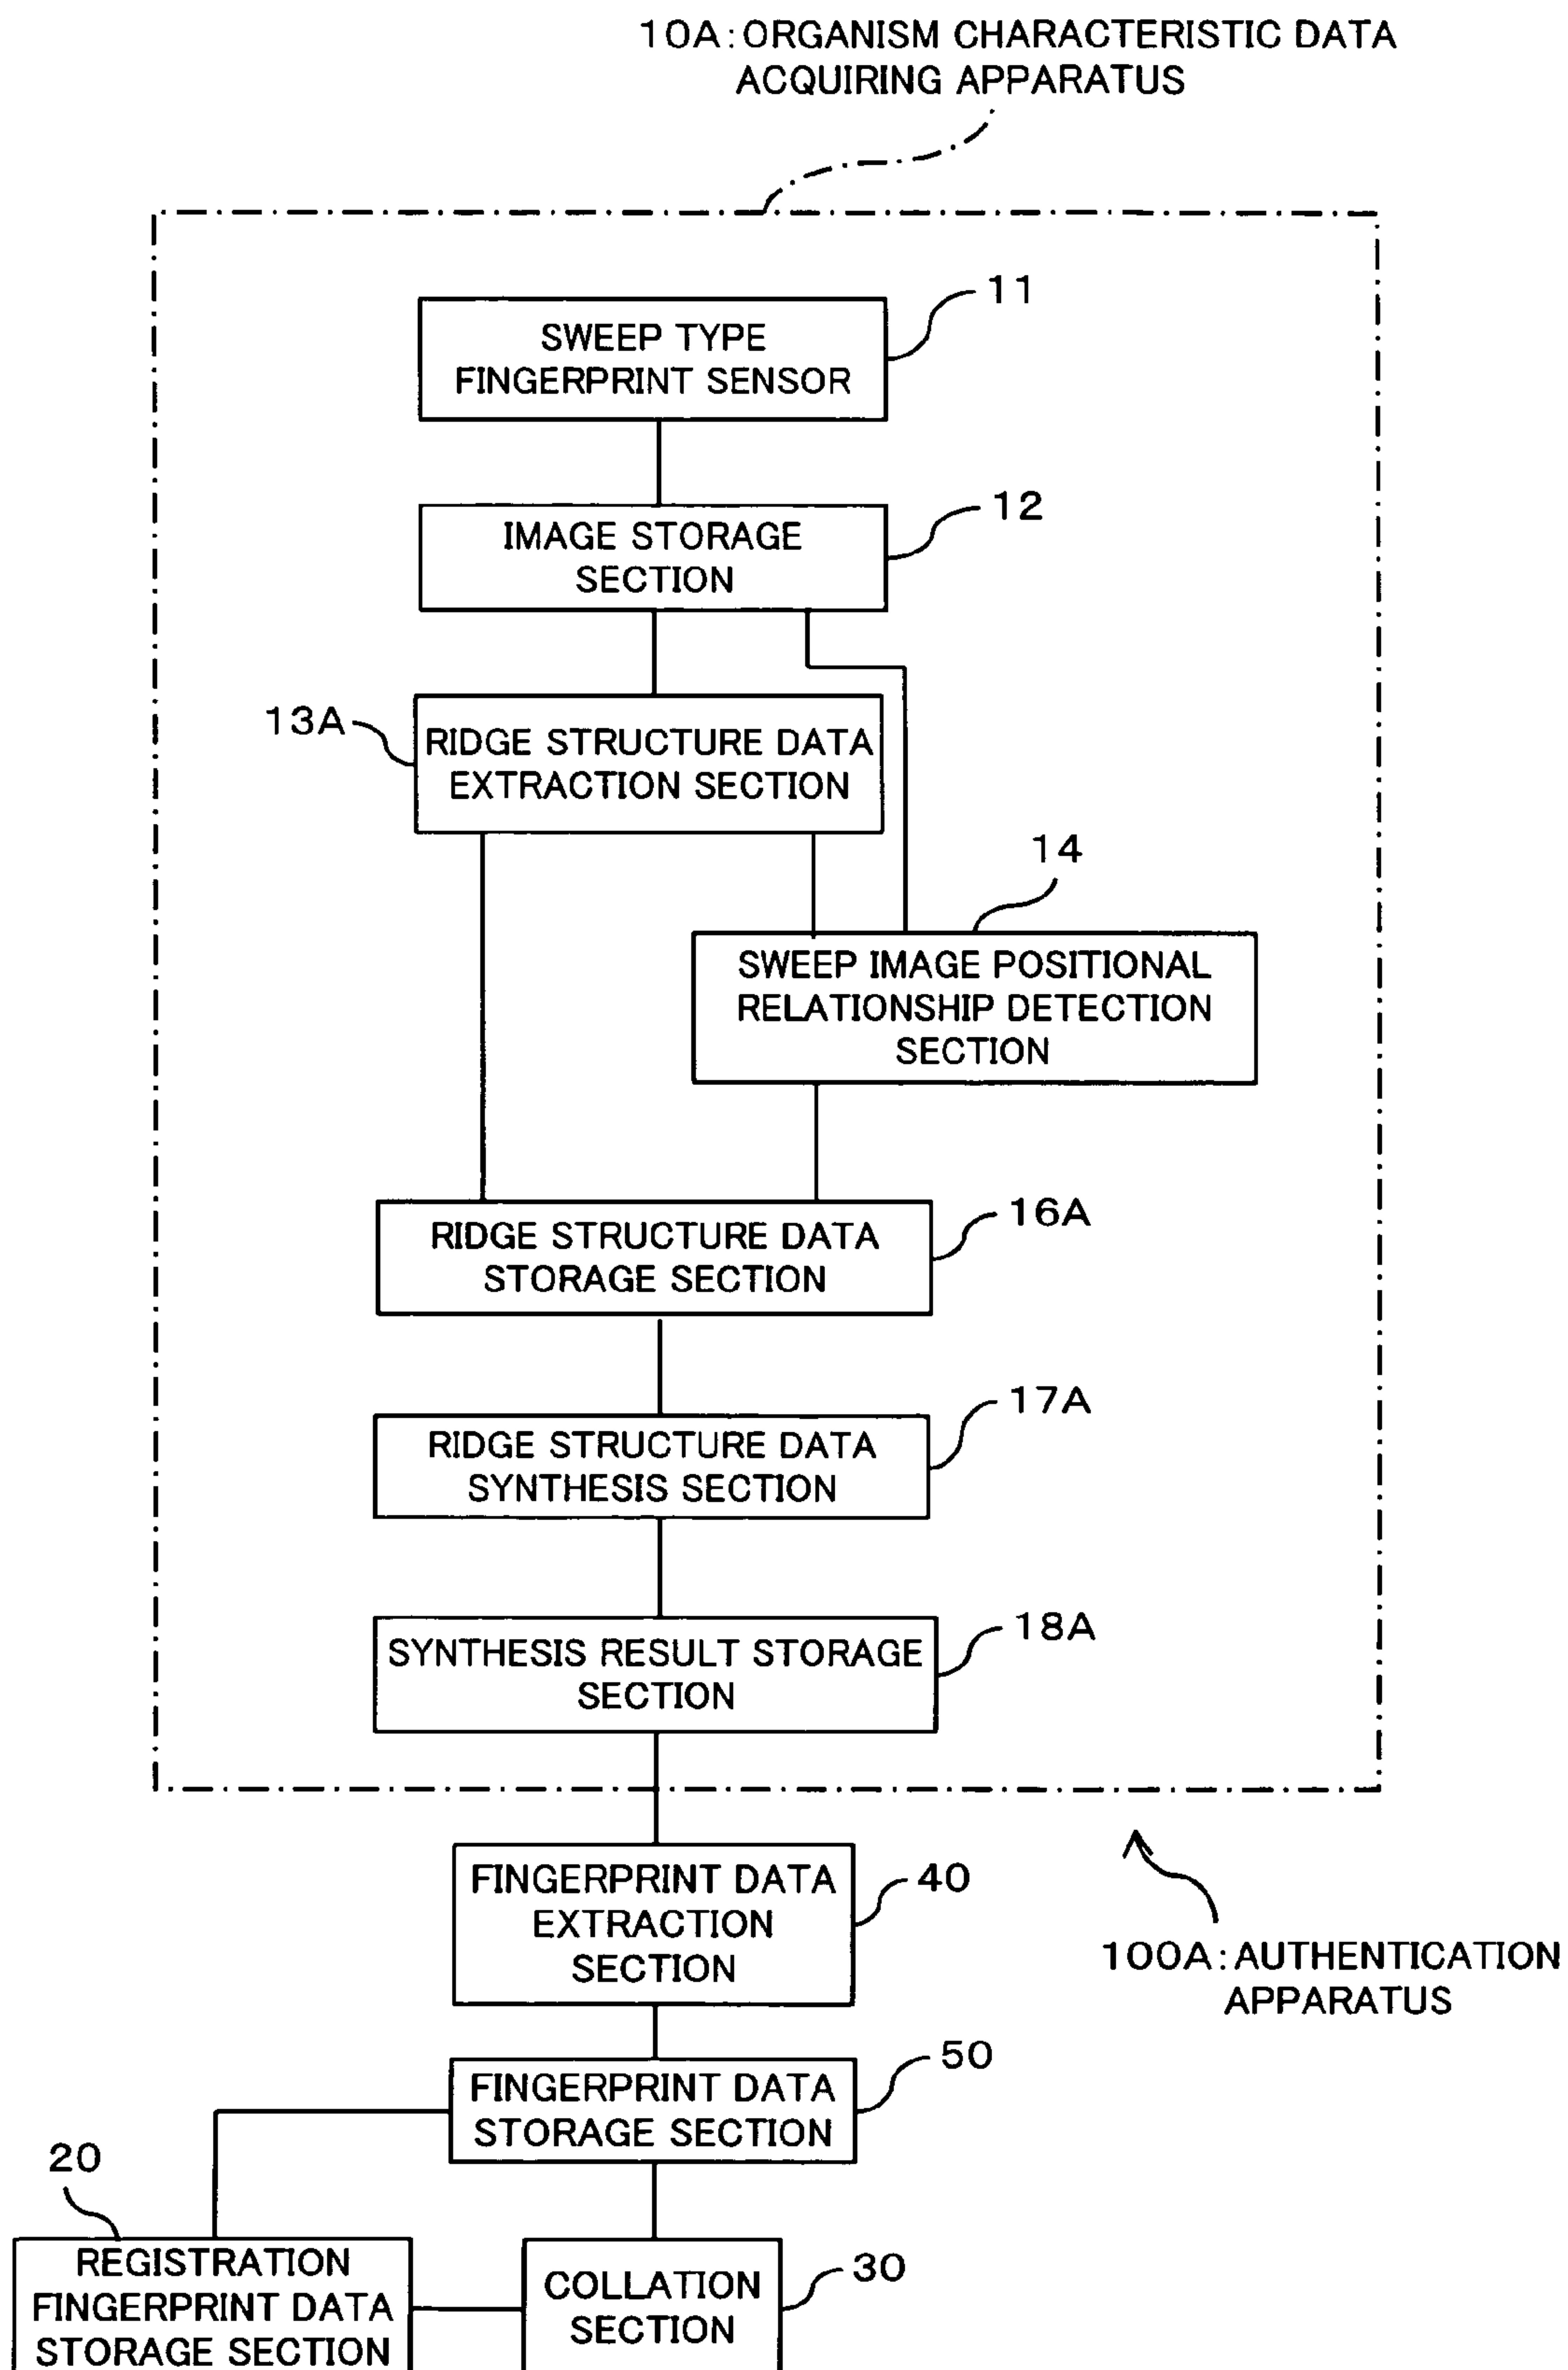 10A:ORGANISM CHARACTERISTIC DATA
ACQUIRING APPARATUS
11
SWEEP TYPE
FINGERPRINT SENSOR
12
IMAGE STORAGE
SECTION
13A
RIDGE STRUCTURE DATA
EXTRACTION SECTION
14
SWEEP IMAGE POSITIONAL
RELATIONSHIP DETECTION
SECTION
16A
RIDGE STRUCTURE DATA
STORAGE SECTION
17A
RIDGE STRUCTURE DATA
SYNTHESIS SECTION
18A
SYNTHESIS RESULT STORAGE
SECTION
40
FINGERPRINT DATA
EXTRACTION
SECTION
100A:AUTHENTICATION
APPARATUS
50
FINGERPRINT DATA
STORAGE SECTION
20
REGISTRATION
FINGERPRINT DATA
STORAGE SECTION
30
COLLATION
SECTION